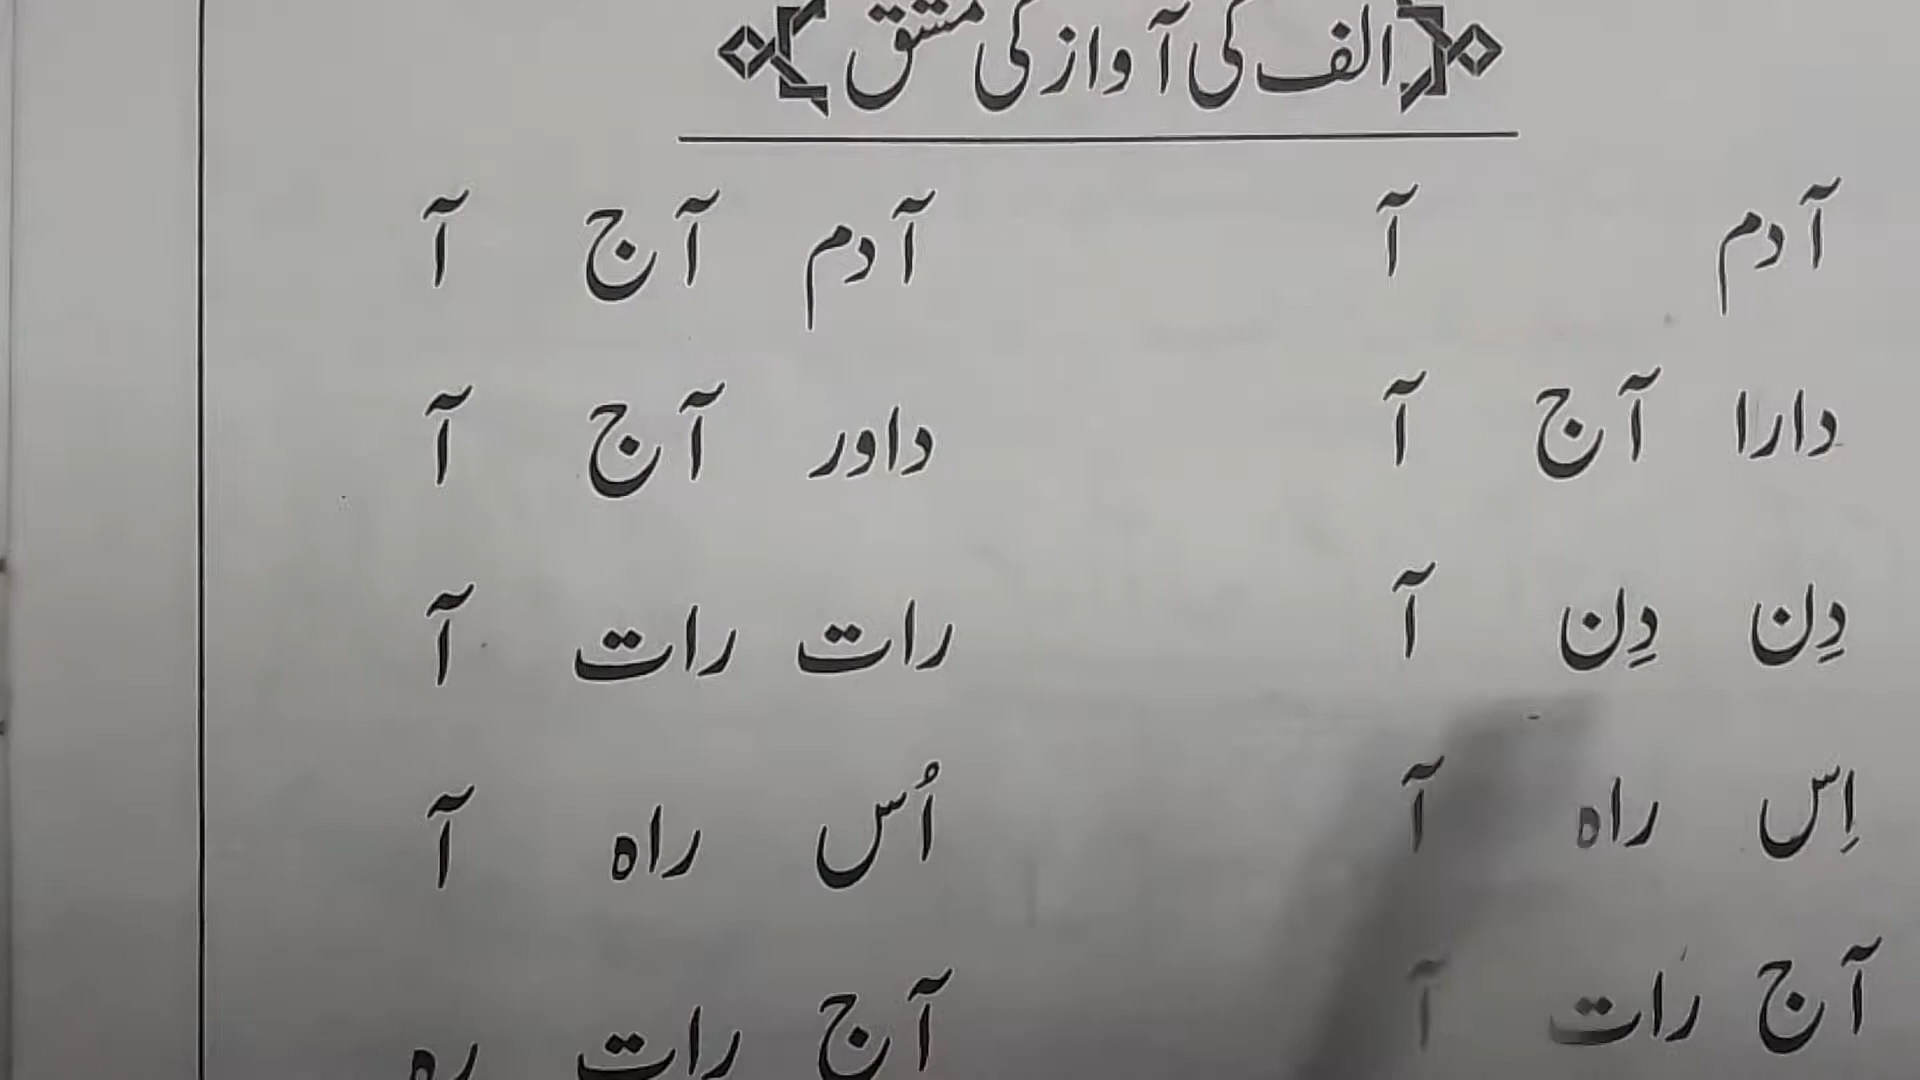 الف کی آواز کی مشق
آدم آ آدم آج آ
دارا آج آ داور آج آ
دِن دِن آ رات رات آ
اِس راہ آ اُس راہ آ
آج رات آ آج رات رہ